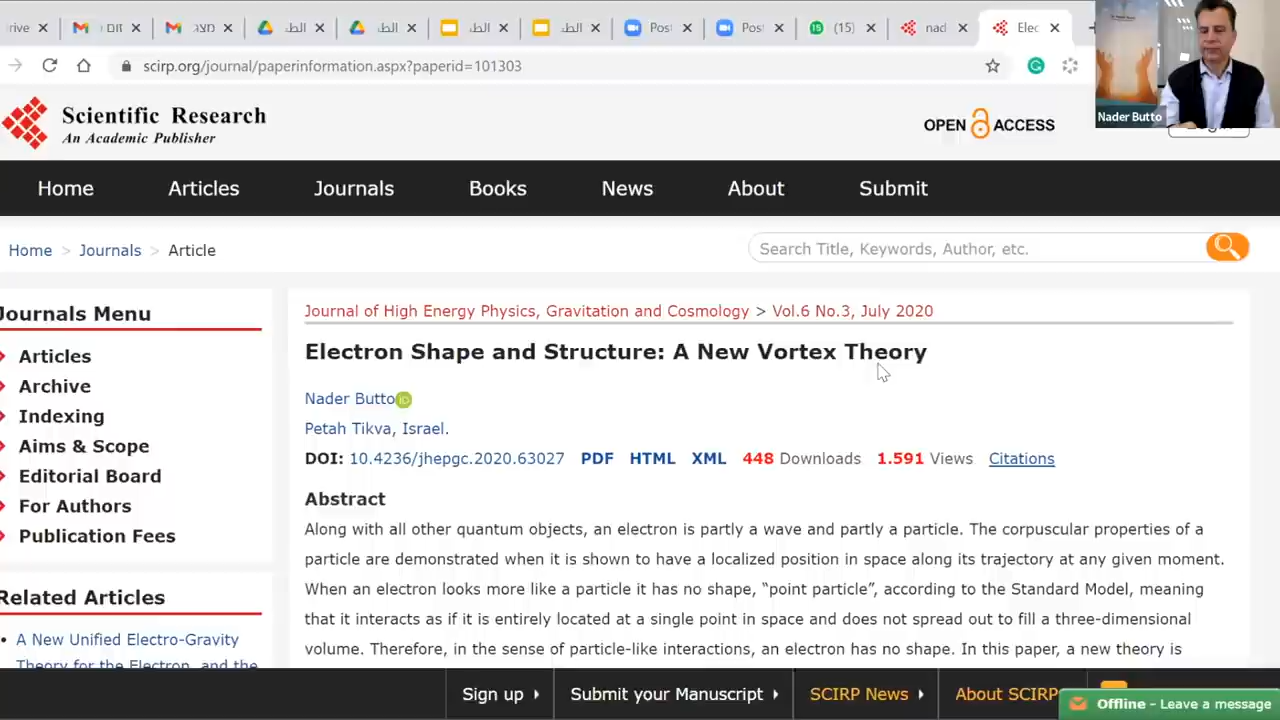 rive
(15)
nad
Elec
scirp.org/journal/paperinformation.aspx?paperid=101303
Nader Butto
Scientific Research
An Academic Publisher
OPEN ACCESS
Home Articles Journals Books News About Submit
Home > Journals > Article
Search Title, Keywords, Author, etc.
Journals Menu
Articles
Archive
Indexing
Aims & Scope
Editorial Board
For Authors
Publication Fees
Related Articles
• A New Unified Electro-Gravity
Theory for the Electron, and the
Journal of High Energy Physics, Gravitation and Cosmology > Vol.6 No.3, July 2020
Electron Shape and Structure: A New Vortex Theory
Nader Butto
Petah Tikva, Israel.
DOI: 10.4236/jhepgc.2020.63027 PDF HTML XML 448 Downloads 1.591 Views Citations
Abstract
Along with all other quantum objects, an electron is partly a wave and partly a particle. The corpuscular properties of a
particle are demonstrated when it is shown to have a localized position in space along its trajectory at any given moment.
When an electron looks more like a particle it has no shape, “point particle”, according to the Standard Model, meaning
that it interacts as if it is entirely located at a single point in space and does not spread out to fill a three-dimensional
volume. Therefore, in the sense of particle-like interactions, an electron has no shape. In this paper, a new theory is
Sign up Submit your Manuscript SCIRP News About SCIRP
Offline - Leave a message